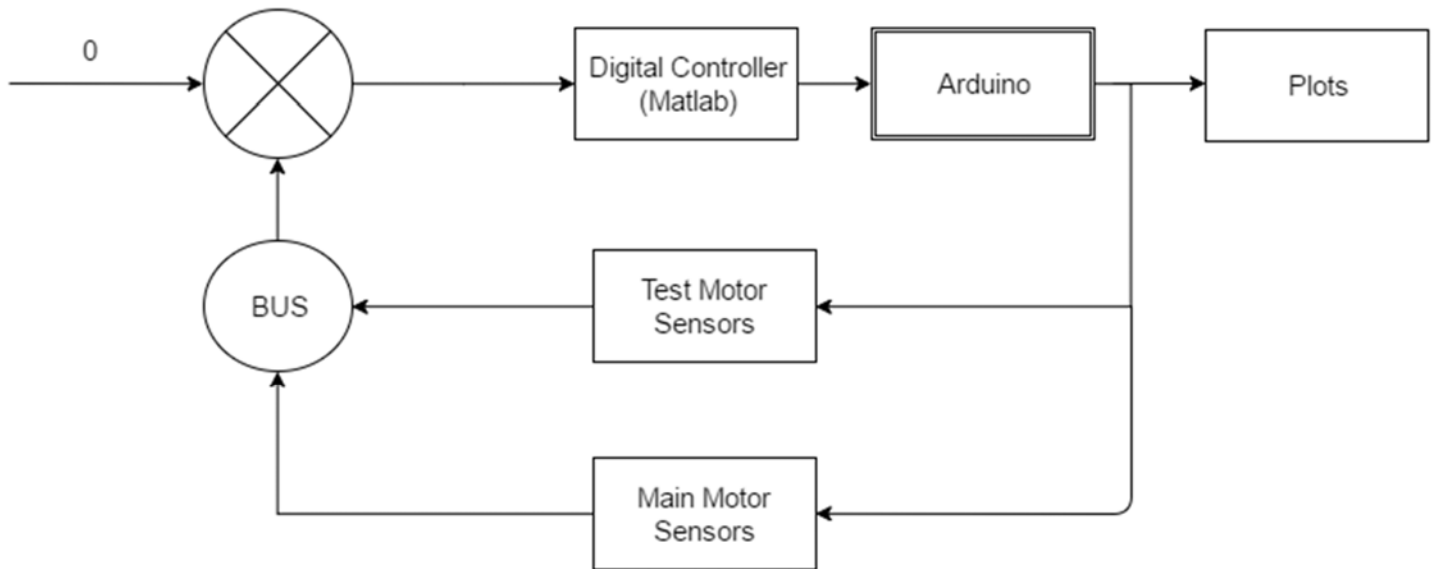 0
Digital Controller
(Matlab)
Arduino
Plots
Test Motor
Sensors
BUS
Main Motor
Sensors